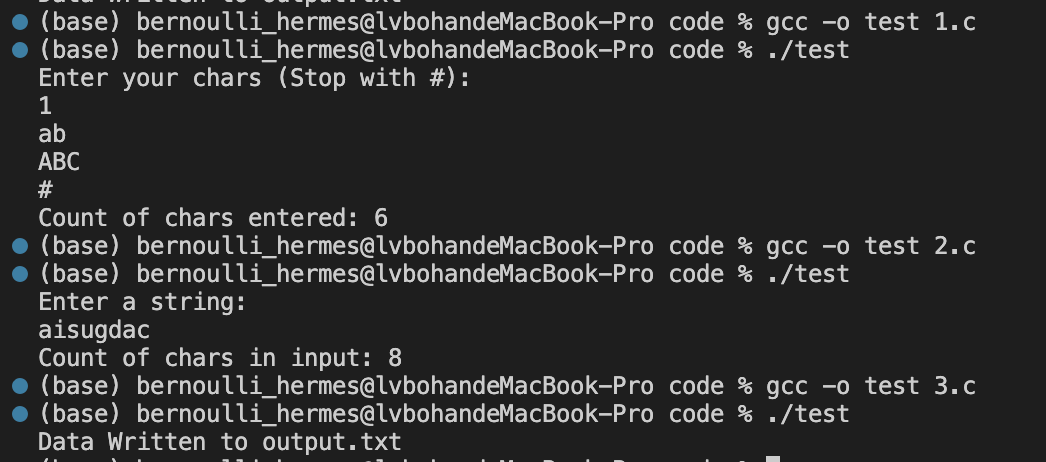 Data Written to output.txt
(base) bernoulli_hermes@lvbohandeMacBook-Pro code % gcc -o test 1.c
(base) bernoulli_hermes@lvbohandeMacBook-Pro code % ./test
Enter your chars (Stop with #):
1
ab
ABC
#
Count of chars entered: 6
(base) bernoulli_hermes@lvbohandeMacBook-Pro code % gcc -o test 2.c
(base) bernoulli_hermes@lvbohandeMacBook-Pro code % ./test
Enter a string:
aisugdac
Count of chars in input: 8
(base) bernoulli_hermes@lvbohandeMacBook-Pro code % gcc -o test 3.c
(base) bernoulli_hermes@lvbohandeMacBook-Pro code % ./test
Data Written to output.txt
(base) bernoulli_hermes@lvbohandeMacBook-Pro code %